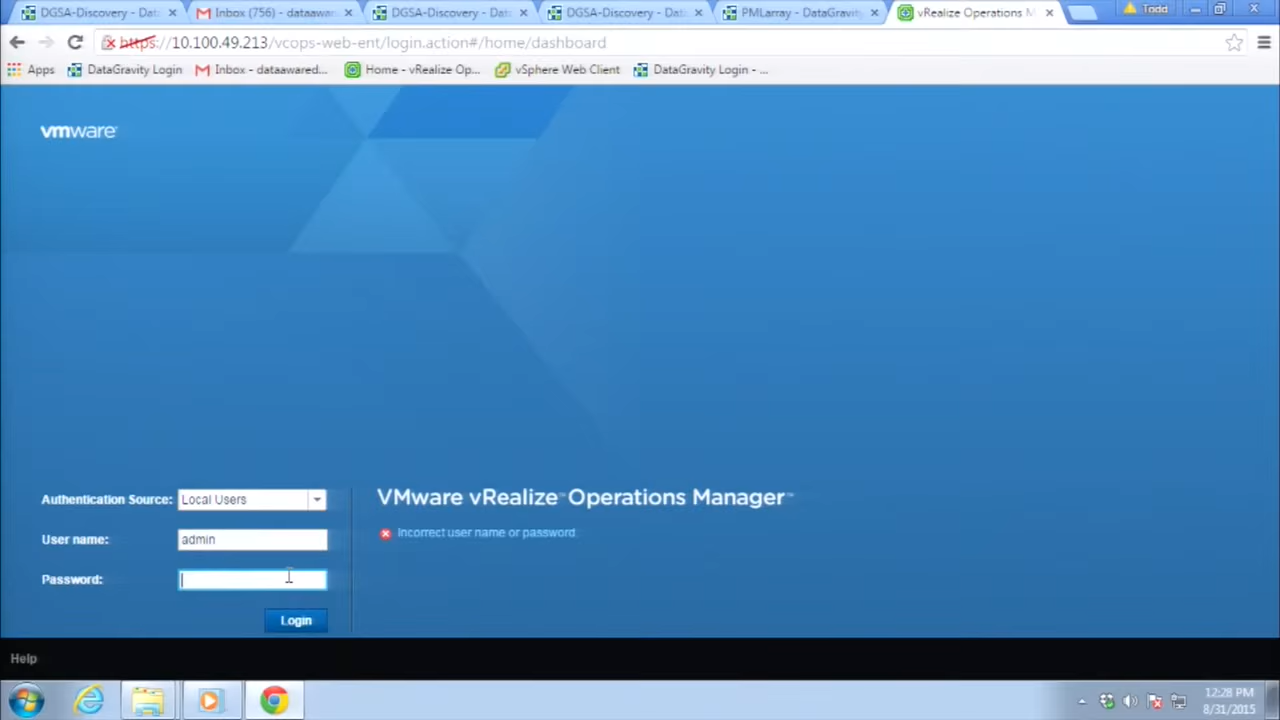 DGSA-Discovery - Dat
Inbox (756) - dataawar
DGSA-Discovery - Dat
DGSA-Discovery - Dat
PMLarray - DataGravity
vRealize Operations M
Todd
https://10.100.49.213/vcops-web-ent/login.action#/home/dashboard
Apps
DataGravity Login
Inbox - dataawared...
Home - vRealize Op...
vSphere Web Client
DataGravity Login - ...
vmware
Authentication Source: Local Users
VMware vRealize™ Operations Manager™
User name: admin
Incorrect user name or password.
Password:
Login
Help
12:28 PM
8/31/2015